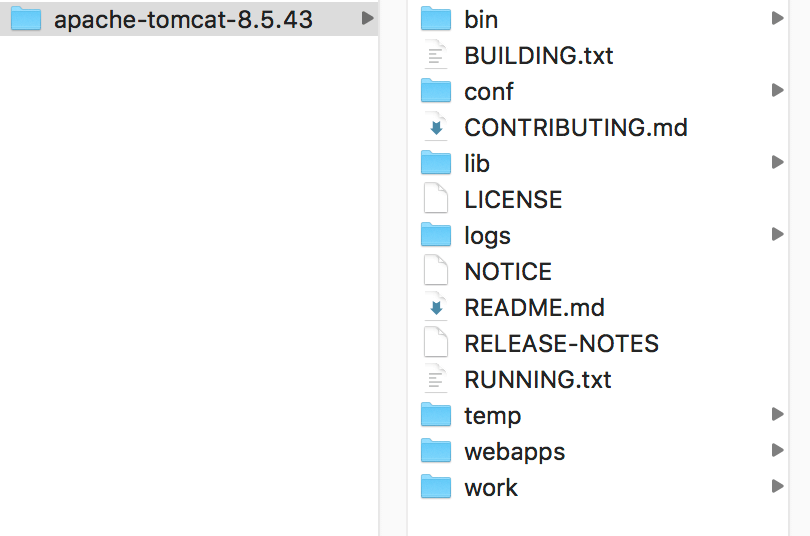 apache-tomcat-8.5.43
bin
BUILDING.txt
conf
CONTRIBUTING.md
lib
LICENSE
logs
NOTICE
README.md
RELEASE-NOTES
RUNNING.txt
temp
webapps
work